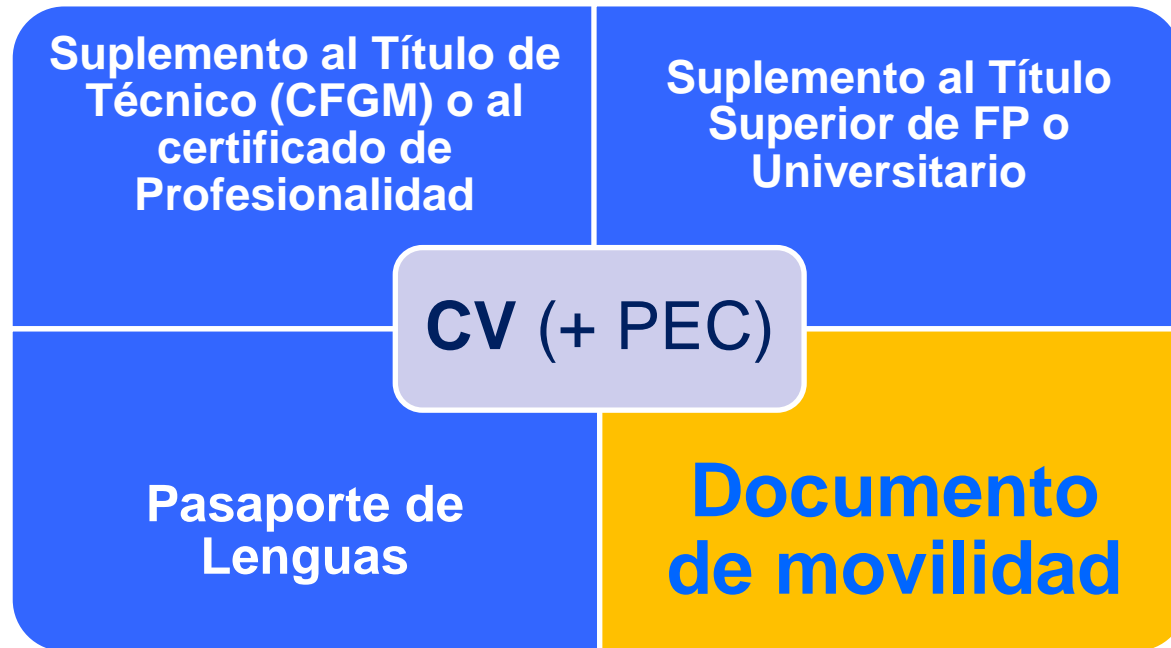 Suplemento al Título de
Técnico (CFGM) o al
certificado de
Profesionalidad
Suplemento al Título
Superior de FP o
Universitario
CV (+ PEC)
Pasaporte de
Lenguas
Documento
de movilidad